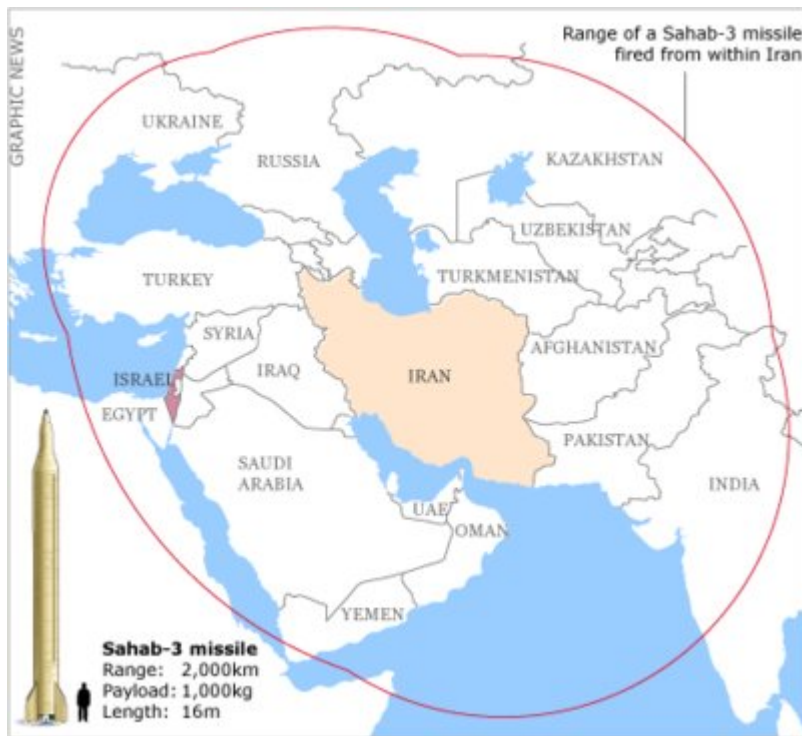 GRAPHIC NEWS
Range of a Sahab-3 missile
fired from within Iran
UKRAINE
RUSSIA
KAZAKHSTAN
UZBEKISTAN
TURKEY
TURKMENISTAN
SYRIA
AFGHANISTAN
ISRAEL
IRAQ
IRAN
EGYPT
PAKISTAN
SAUDI
ARABIA
INDIA
UAE
OMAN
YEMEN
Sahab-3 missile
Range: 2,000km
Payload: 1,000kg
Length: 16m